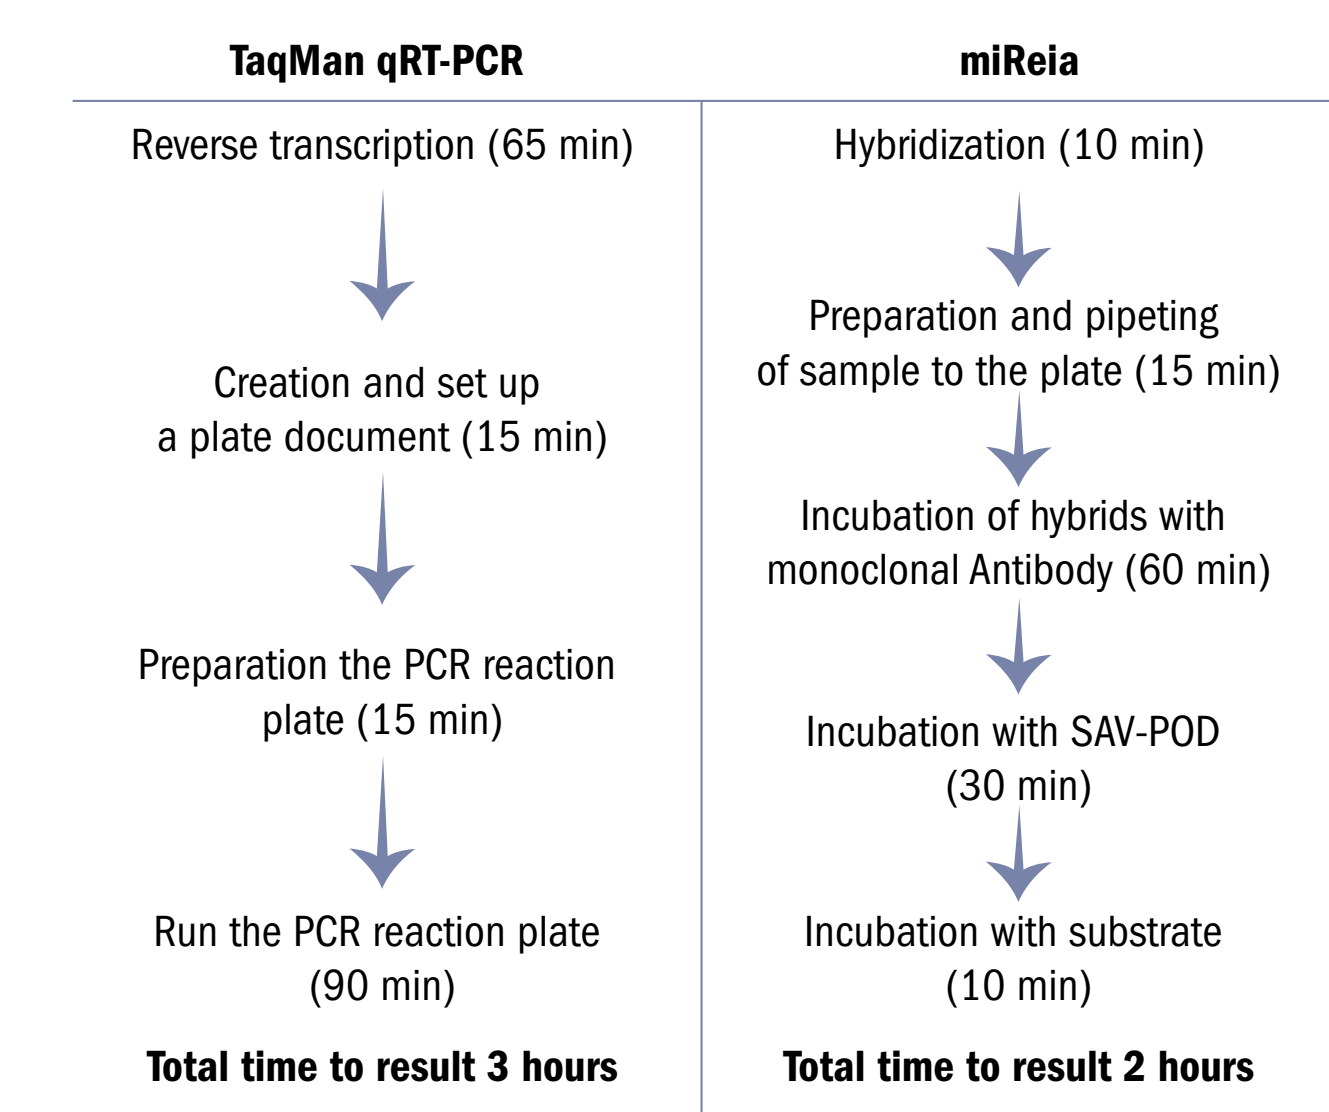 TaqMan qRT-PCR
Reverse transcription (65 min)
Creation and set up
a plate document (15 min)
Preparation the PCR reaction
plate (15 min)
Run the PCR reaction plate
(90 min)
Total time to result 3 hours
miReia
Hybridization (10 min)
Preparation and pipeting
of sample to the plate (15 min)
Incubation of hybrids with
monoclonal Antibody (60 min)
Incubation with SAV-POD
(30 min)
Incubation with substrate
(10 min)
Total time to result 2 hours